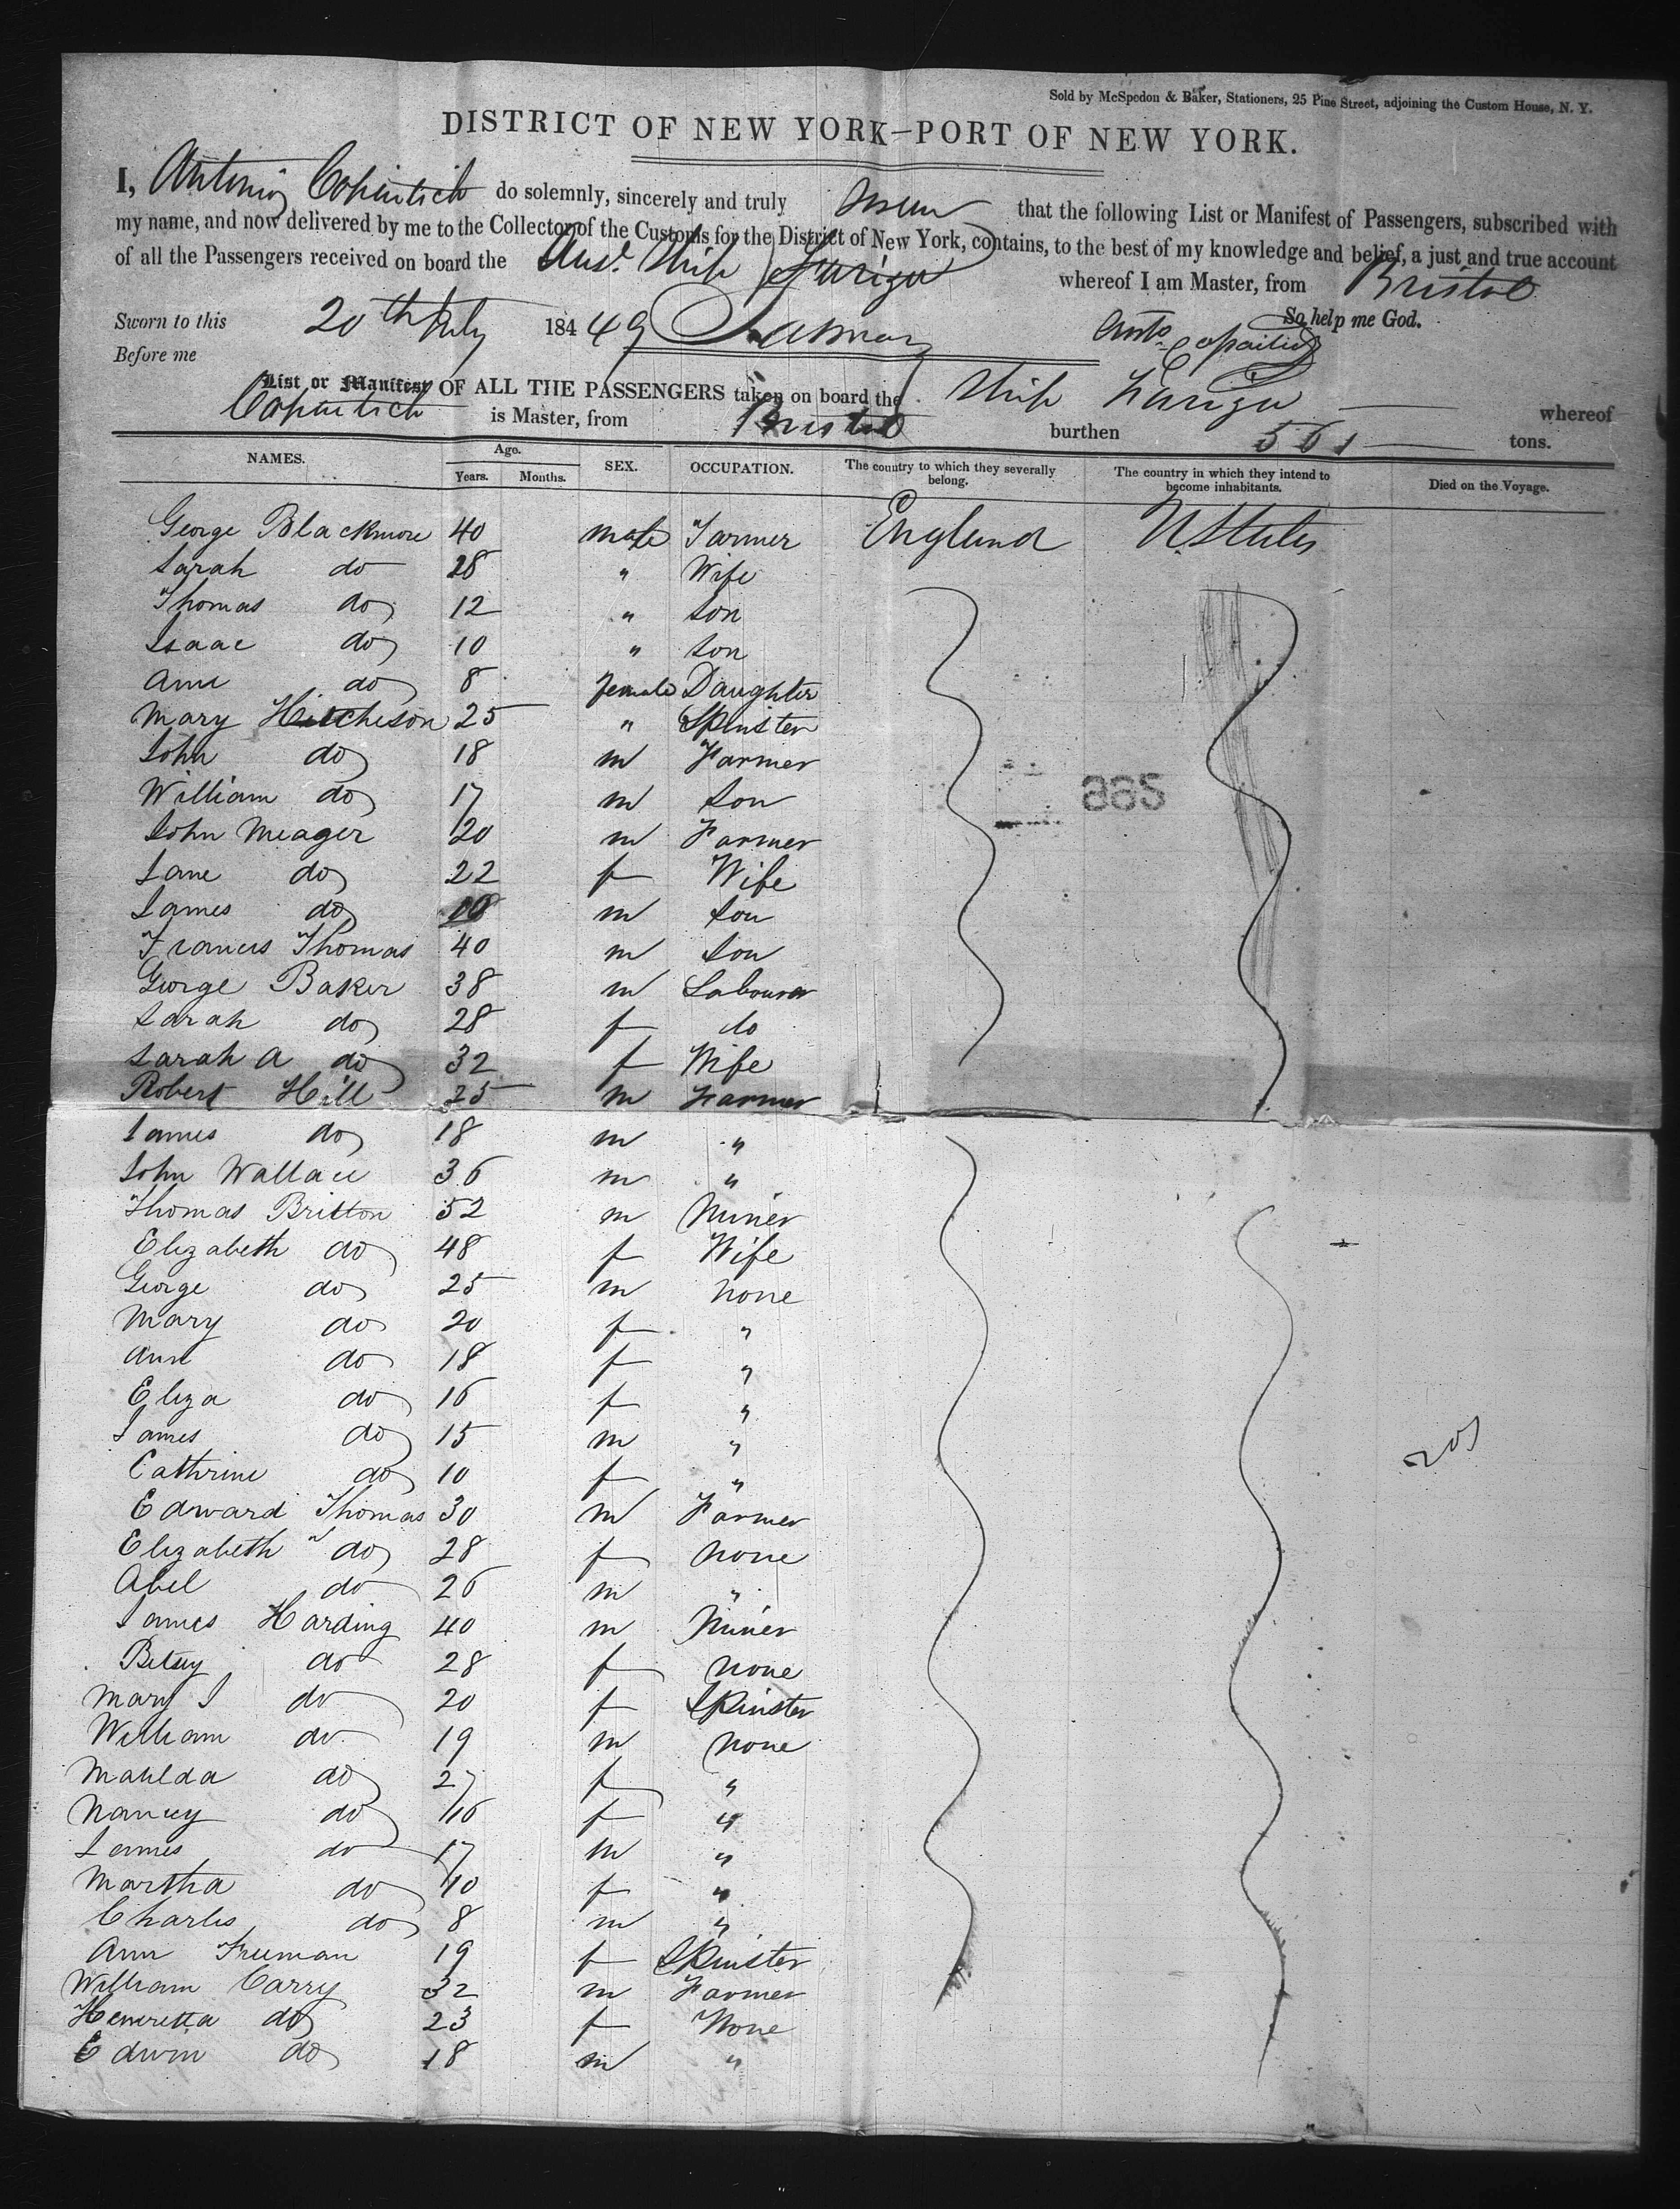 Sold by McSpedon & Baker, Stationers, 25 Pine Street, adjoining the Custom House, N. Y.
DISTRICT OF NEW YORK—PORT OF NEW YORK.
I, Antonio do solemnly, sincerely and truly that the following List or Manifest of Passengers, subscribed with
my name, and now delivered by me to the Collector of the Customs for the District of New York, contains, to the best of my knowledge and belief, a just and true account
of all the Passengers received on board the Ship whereof I am Master, from Bristol
So help me God.
Sworn to this 20th July 184 49
Before me
List or Manifest OF ALL THE PASSENGERS taken on board the Ship whereof
is Master, from Bristol burthen 561 tons.
NAMES. Ago. SEX. OCCUPATION. The country to which they severally belong. The country in which they intend to become inhabitants. Died on the Voyage.
Years. Months.
George Blackmore 40 male Farmer England U. States
Sarah do 28 " Wife
Thomas do 12 " Son
Isaac do 10 " Son
Ann do 8 female Daughter
Mary Hitcheson 25 " Spinster
John do 18 m Farmer
William do 17 m Son
John Meager 20 m Farmer
Jane do 22 f Wife
James do m Son
Francis Thomas 40 m Son
George Baker 38 m Labourer
Sarah do 28 f do
Sarah A do 32 f Wife
Robert Hill 25 m Farmer
James do 18 m "
John Wallace 36 m "
Thomas Britton 52 m Miner
Elizabeth do 48 f Wife
George do 25 m none
Mary do 20 f "
Ann do 18 f "
Eliza do 16 f "
James do 15 m "
Cathrine do 10 f "
Edward Thomas 30 m Farmer
Elizabeth do 28 f none
Abel do 26 m "
James Harding 40 m Miner
Betsy do 28 f none
Mary J do 20 f Spinster
William do 19 m none
Matilda do 27 f "
Nancy do 16 f "
James do 17 m "
Martha do 10 f "
Charles do 8 m "
Ann Freeman 19 f Spinster
William Carry 32 m Farmer
Henretta do 23 f None
Edwin do 18 m "